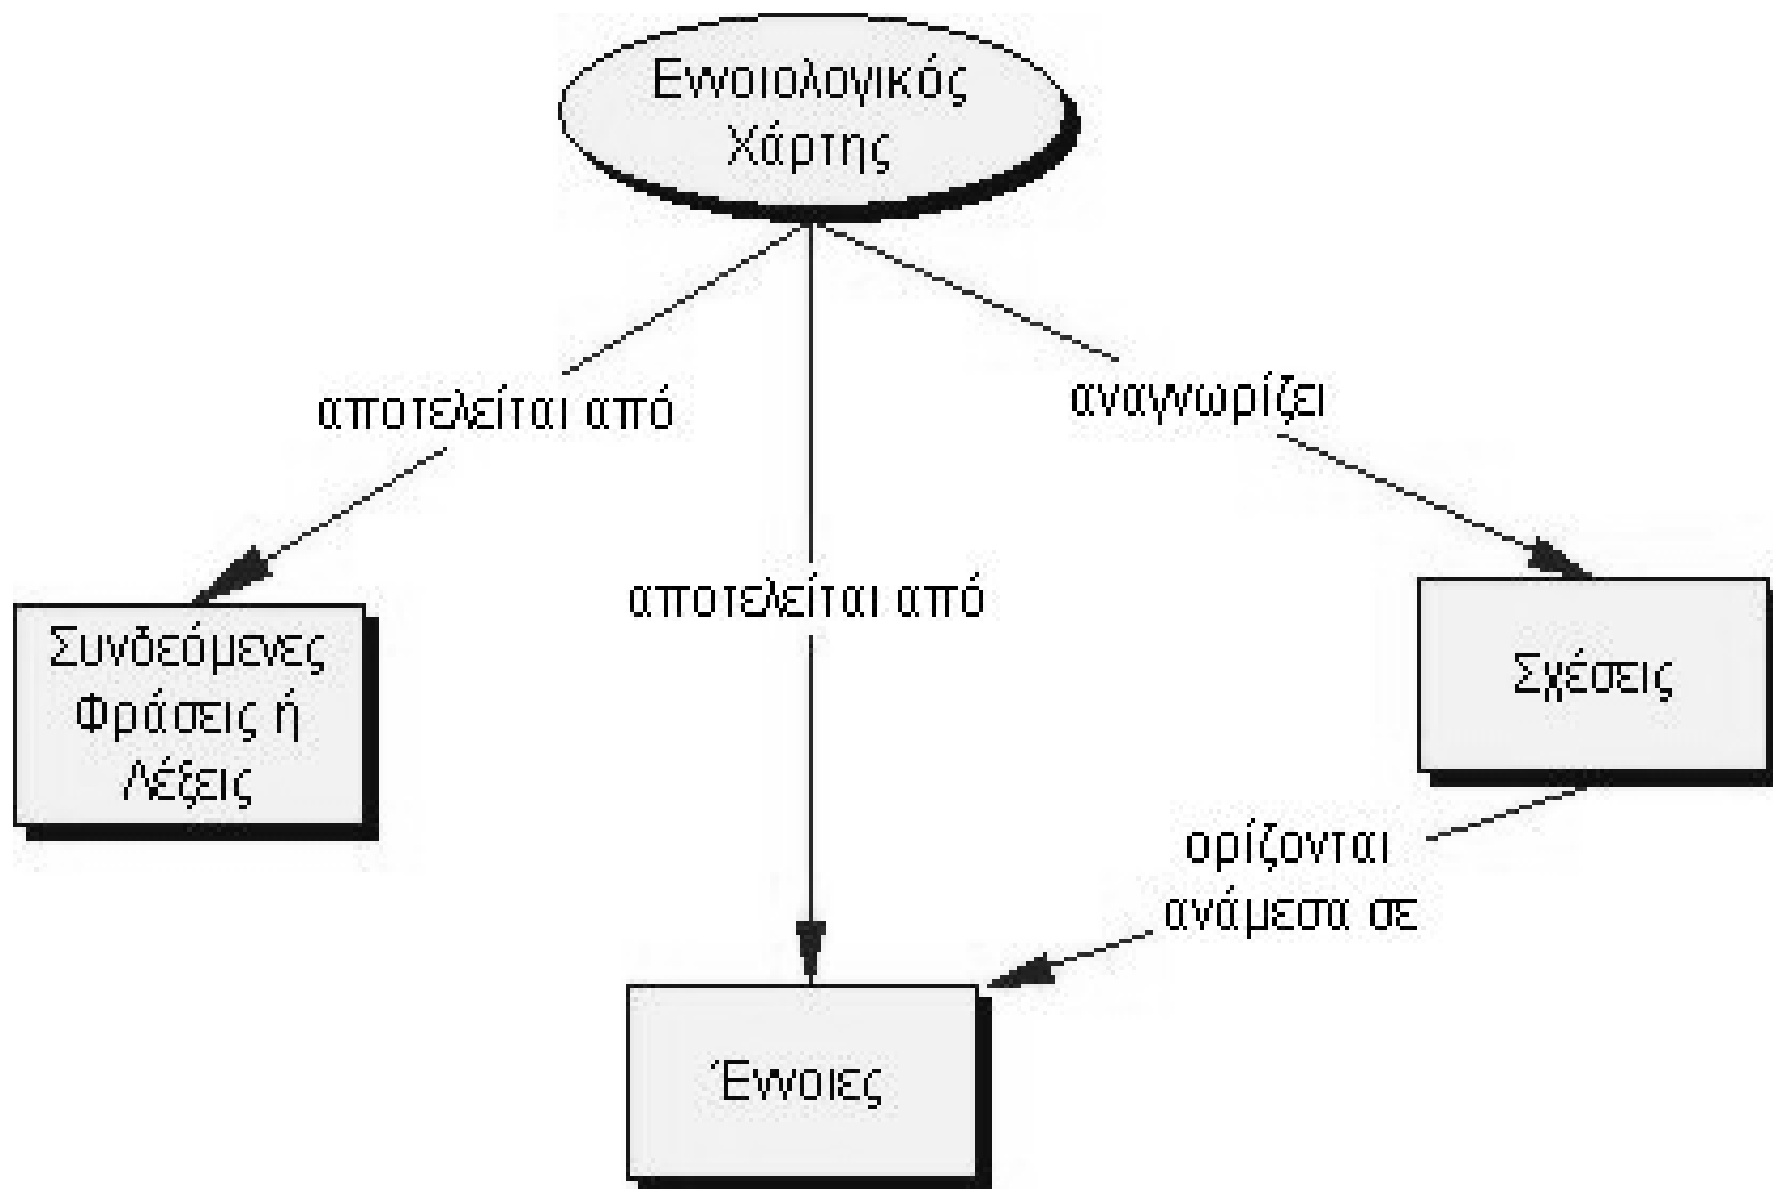 Εννοιολογικός
Χάρτης
αποτελείται από
αναγνωρίζει
αποτελείται από
Συνδεόμενες
Φράσεις ή
Λέξεις
Σχέσεις
ορίζονται
ανάμεσα σε
Έννοιες